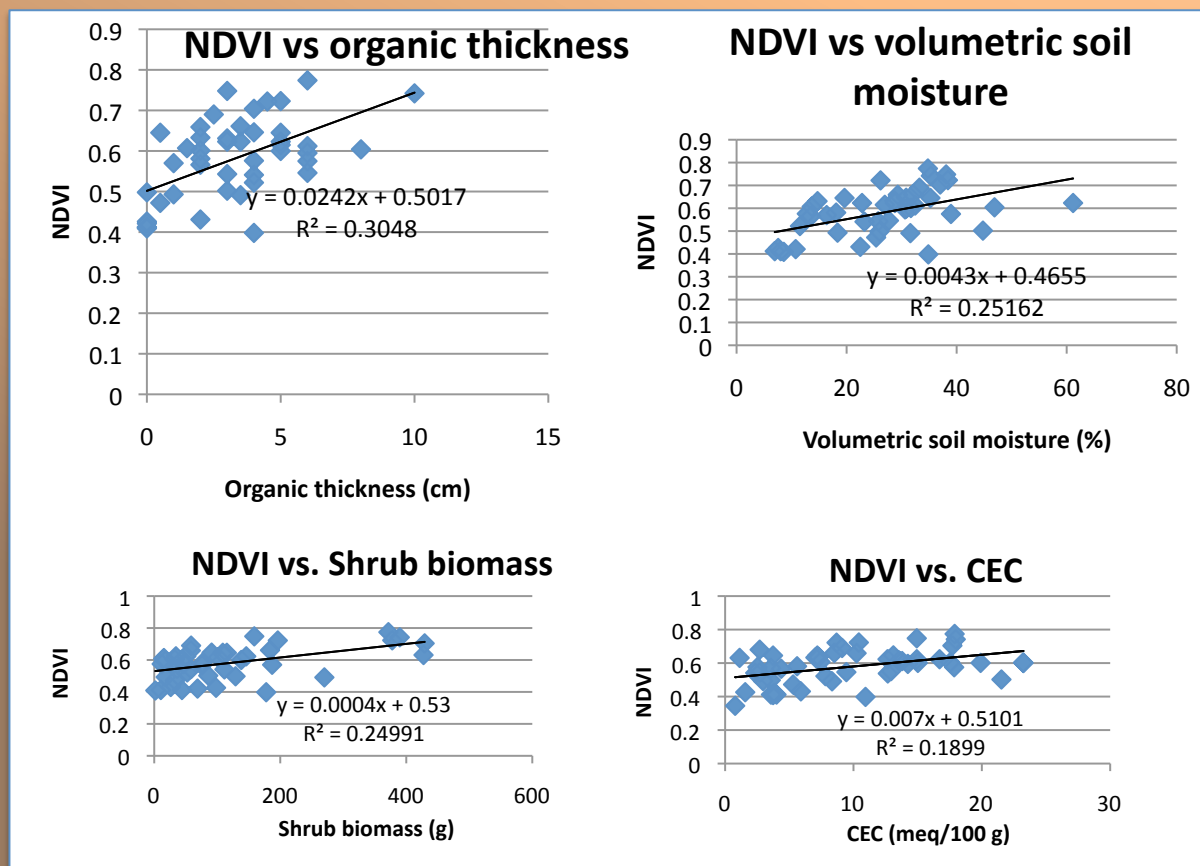 NDVI vs organic thickness
0.9
0.8
0.7
0.6
0.5
0.4
0.3
0.2
0.1
0
NDVI
y = 0.0242x + 0.5017
R² = 0.3048
0 5 10 15
Organic thickness (cm)
NDVI vs volumetric soil
moisture
0.9
0.8
0.7
0.6
0.5
0.4
0.3
0.2
0.1
0
NDVI
y = 0.0043x + 0.4655
R² = 0.25162
0 20 40 60 80
Volumetric soil moisture (%)
NDVI vs. Shrub biomass
1
0.8
0.6
0.4
0.2
0
NDVI
y = 0.0004x + 0.53
R² = 0.24991
0 200 400 600
Shrub biomass (g)
NDVI vs. CEC
1
0.8
0.6
0.4
0.2
0
NDVI
y = 0.007x + 0.5101
R² = 0.1899
0 10 20 30
CEC (meq/100 g)